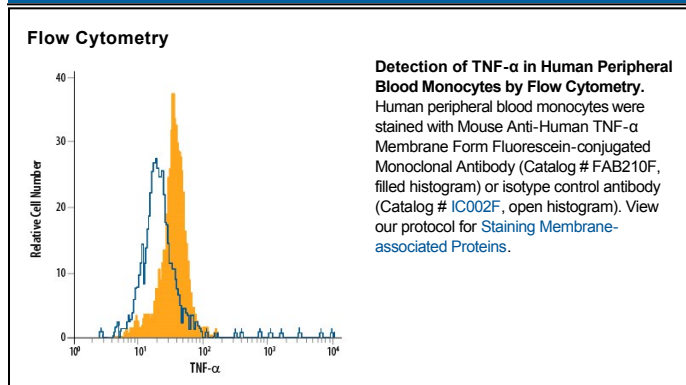 Flow Cytometry
Relative Cell Number
40
30
20
10
0
10⁰
10¹
10²
10³
10⁴
TNF-α
Detection of TNF-α in Human Peripheral
Blood Monocytes by Flow Cytometry.
Human peripheral blood monocytes were
stained with Mouse Anti-Human TNF-α
Membrane Form Fluorescein-conjugated
Monoclonal Antibody (Catalog # FAB210F,
filled histogram) or isotype control antibody
(Catalog # IC002F, open histogram). View
our protocol for Staining Membrane-
associated Proteins.